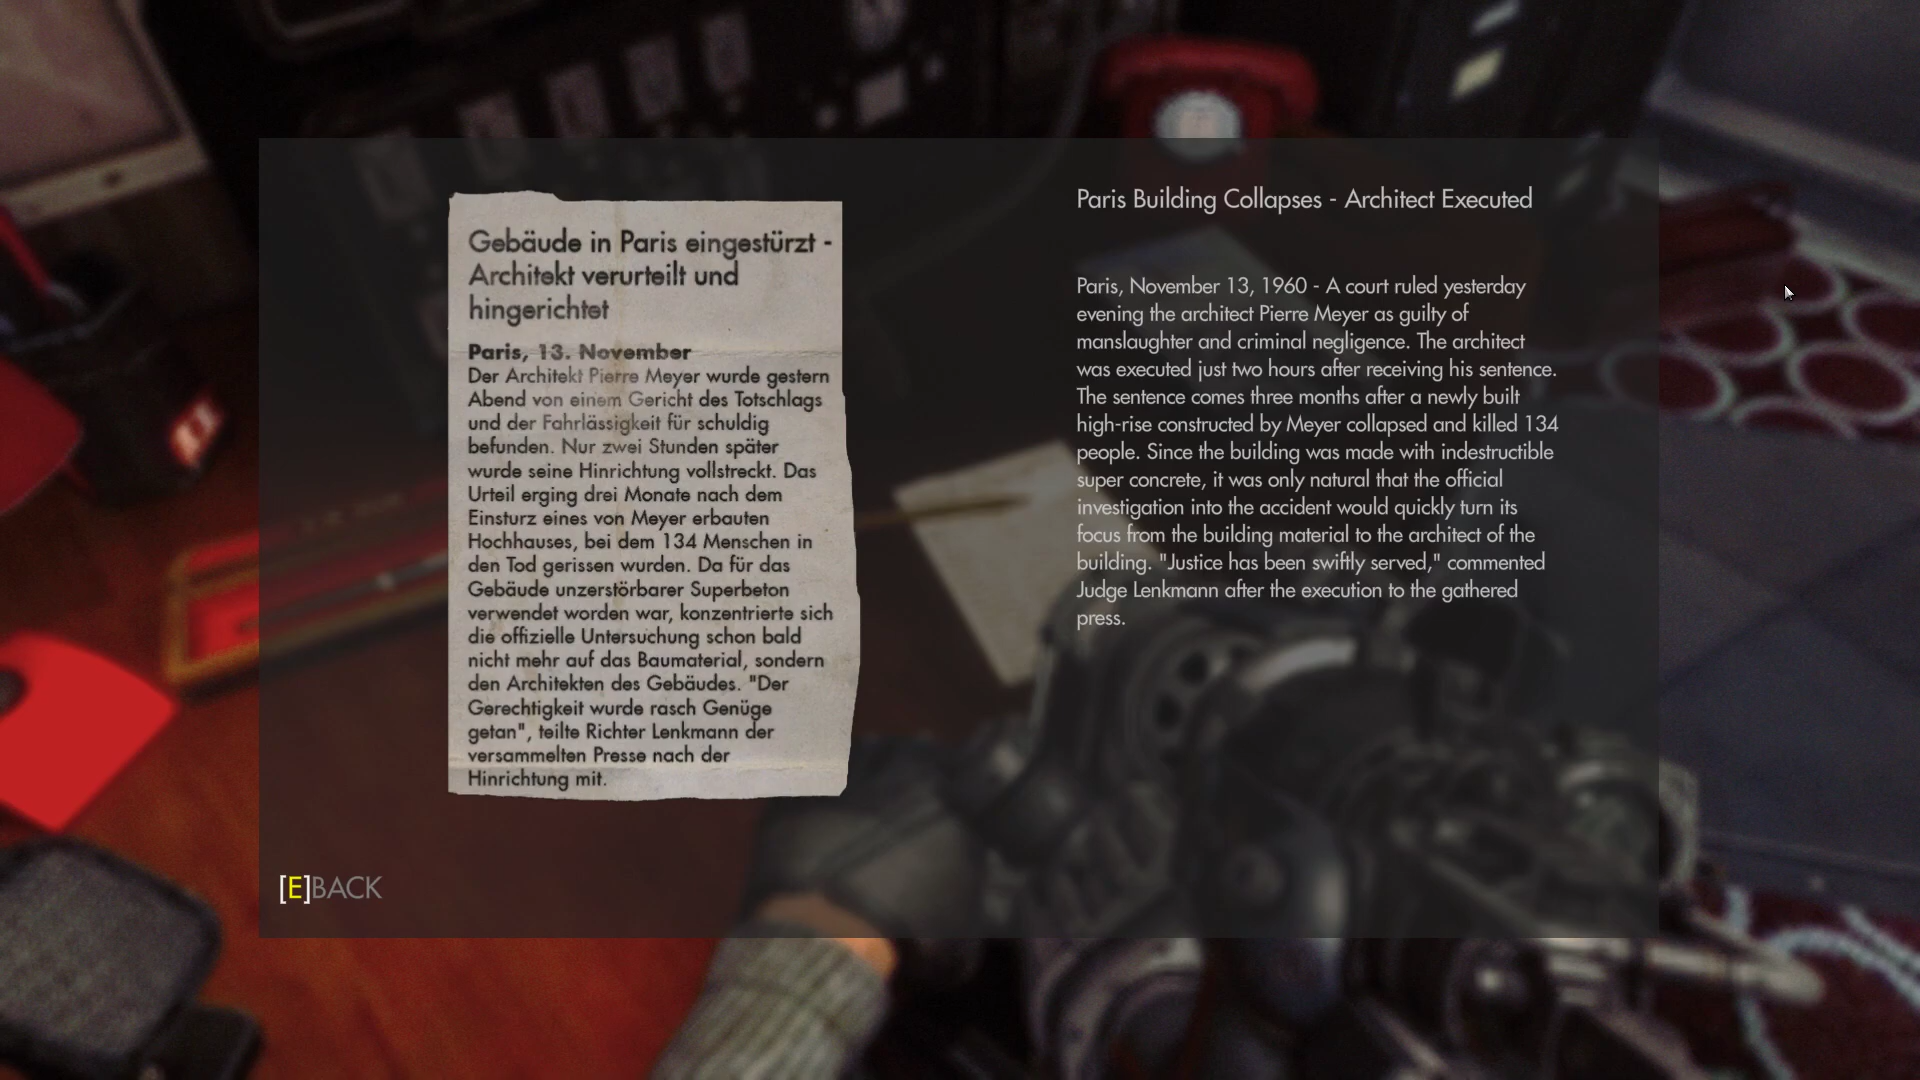 Gebäude in Paris eingestürzt -
Architekt verurteilt und
hingerichtet
Paris, 13. November
Der Architekt Pierre Meyer wurde gestern
Abend von einem Gericht des Totschlags
und der Fahrlässigkeit für schuldig
befunden. Nur zwei Stunden später
wurde seine Hinrichtung vollstreckt. Das
Urteil erging drei Monate nach dem
Einsturz eines von Meyer erbauten
Hochhauses, bei dem 134 Menschen in
den Tod gerissen wurden. Da für das
Gebäude unzerstörbarer Superbeton
verwendet worden war, konzentrierte sich
die offizielle Untersuchung schon bald
nicht mehr auf das Baumaterial, sondern
den Architekten des Gebäudes. "Der
Gerechtigkeit wurde rasch Genüge
getan", teilte Richter Lenkmann der
versammelten Presse nach der
Hinrichtung mit.
Paris Building Collapses - Architect Executed
Paris, November 13, 1960 - A court ruled yesterday
evening the architect Pierre Meyer as guilty of
manslaughter and criminal negligence. The architect
was executed just two hours after receiving his sentence.
The sentence comes three months after a newly built
high-rise constructed by Meyer collapsed and killed 134
people. Since the building was made with indestructible
super concrete, it was only natural that the official
investigation into the accident would quickly turn its
focus from the building material to the architect of the
building. "Justice has been swiftly served," commented
Judge Lenkmann after the execution to the gathered
press.
[E]BACK